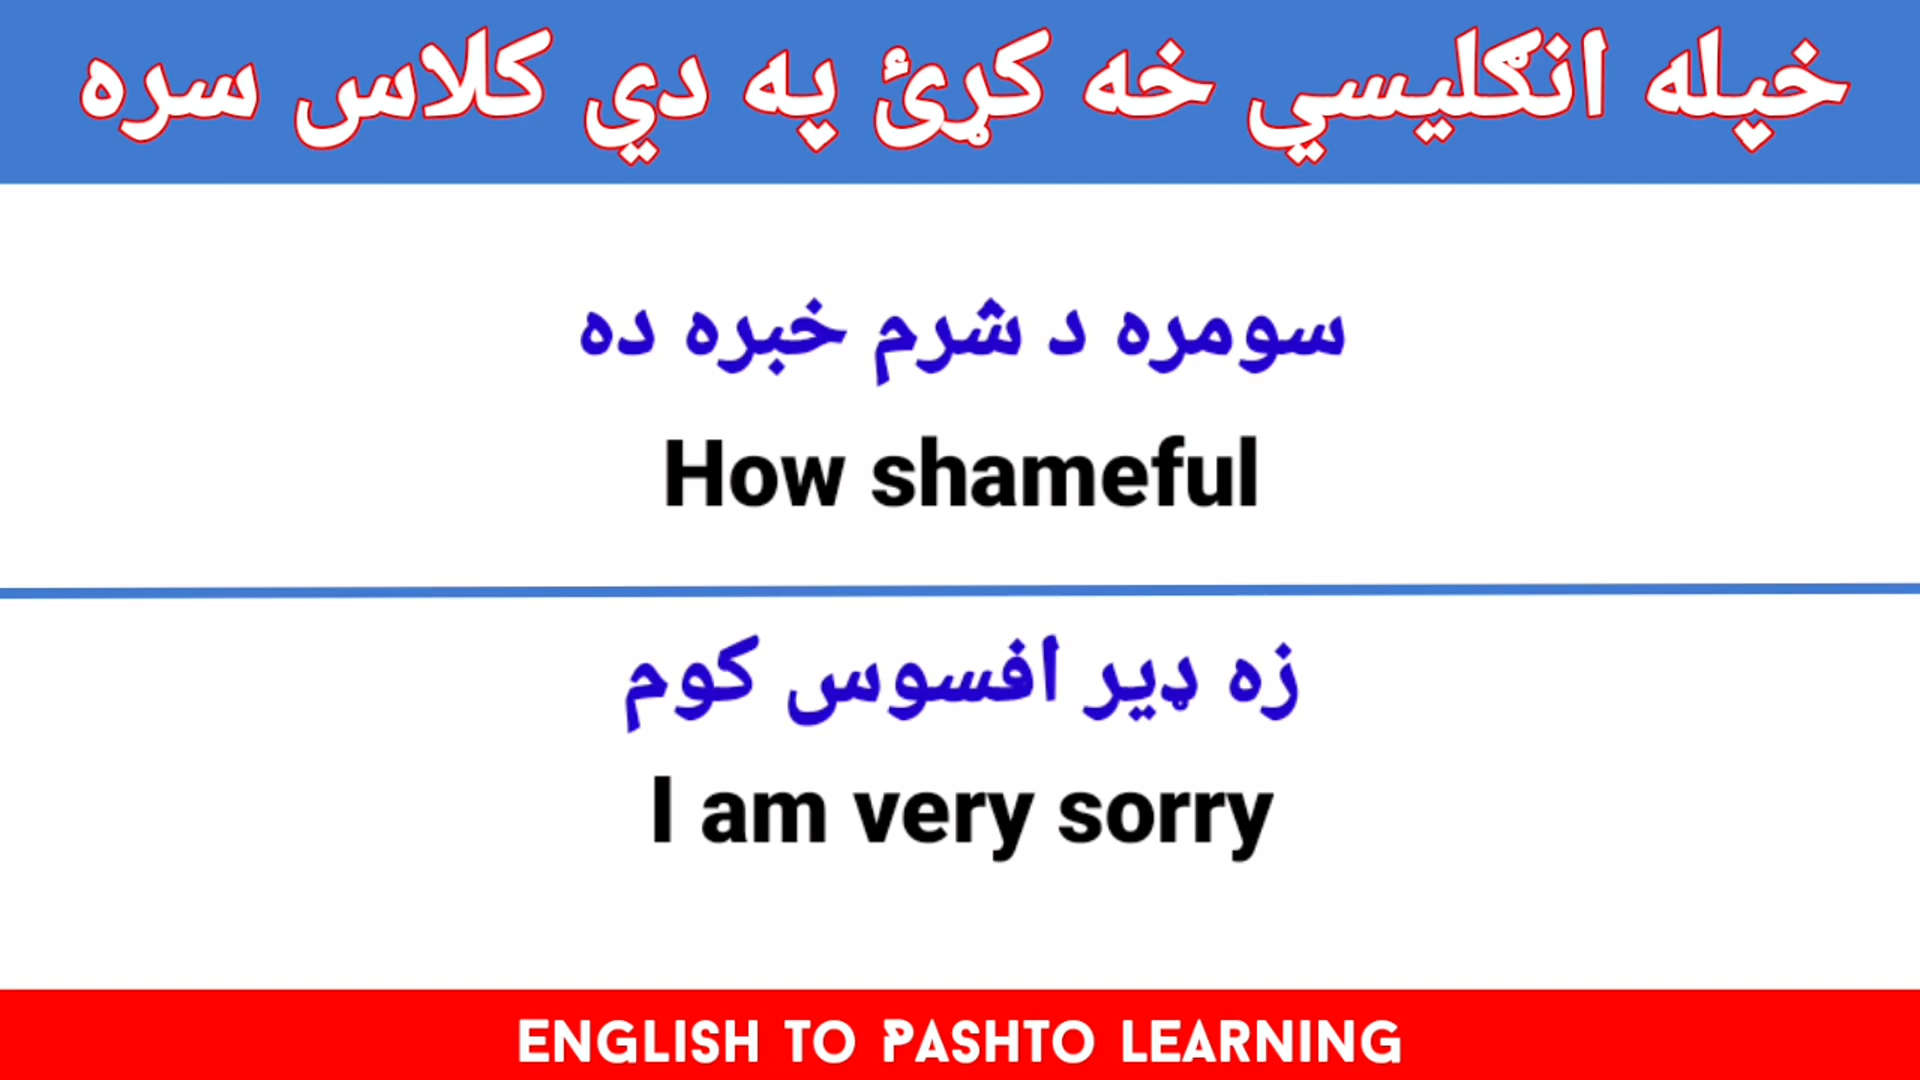 خپله انګلیسي خه کړئ په دي کلاس سره
سومره د شرم خبره ده
How shameful
زه ډیر افسوس کوم
I am very sorry
ENGLISH TO PASHTO LEARNING